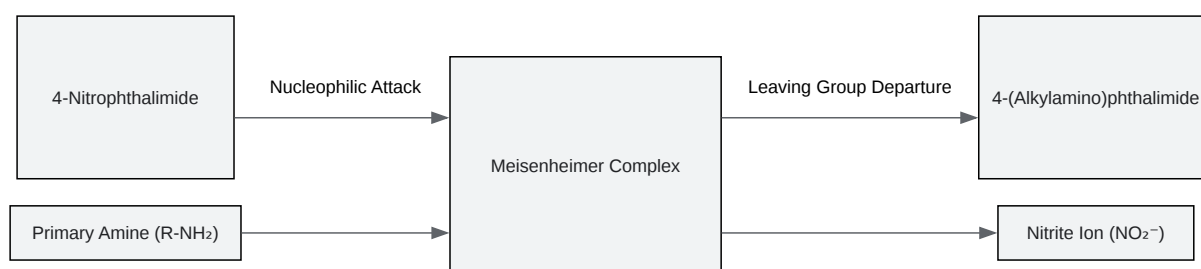 4-Nitrophthalimide
Nucleophilic Attack
Meisenheimer Complex
Leaving Group Departure
4-(Alkylamino)phthalimide
Primary Amine (R-NH₂)
Nitrite Ion (NO₂⁻)